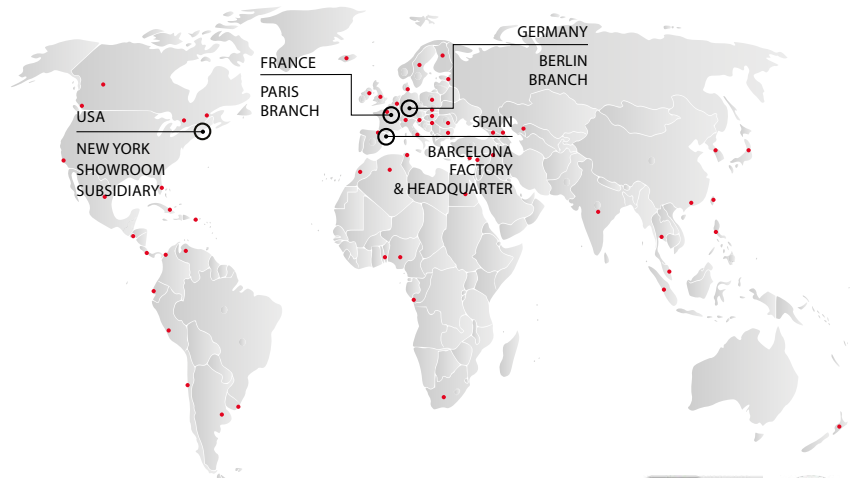 GERMANY
BERLIN
BRANCH
FRANCE
PARIS
BRANCH
USA
NEW YORK
SHOWROOM
SUBSIDIARY
SPAIN
BARCELONA
FACTORY
& HEADQUARTER